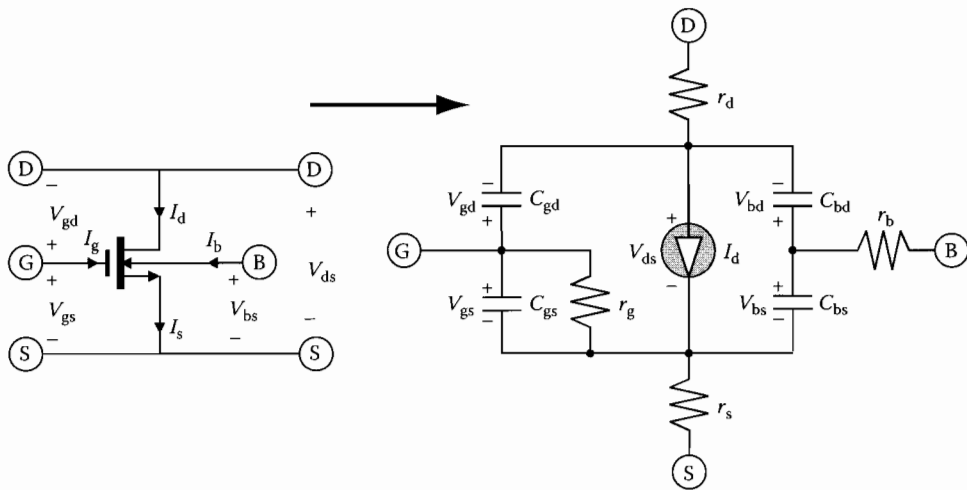 D
r_d
D
D
−
V_gd
I_d
+
−
V_gd
C_gd
+
−
V_bd
C_bd
+
r_b
+
I_g
I_b
G
B
G
+
V_ds
I_d
−
B
+
V_gs
+
V_bs
V_ds
+
V_gs
C_gs
−
r_g
+
V_bs
C_bs
−
I_s
−
−
−
S
S
r_s
S